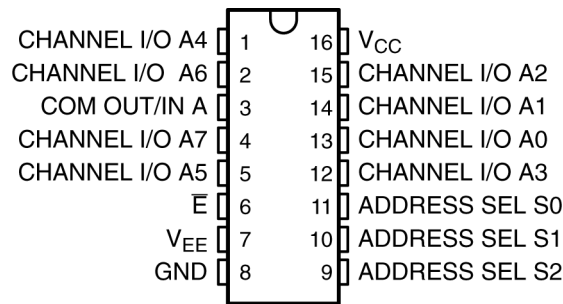 CHANNEL I/O A4 1 16 VCC
CHANNEL I/O A6 2 15 CHANNEL I/O A2
COM OUT/IN A 3 14 CHANNEL I/O A1
CHANNEL I/O A7 4 13 CHANNEL I/O A0
CHANNEL I/O A5 5 12 CHANNEL I/O A3
E̅ 6 11 ADDRESS SEL S0
VEE 7 10 ADDRESS SEL S1
GND 8 9 ADDRESS SEL S2